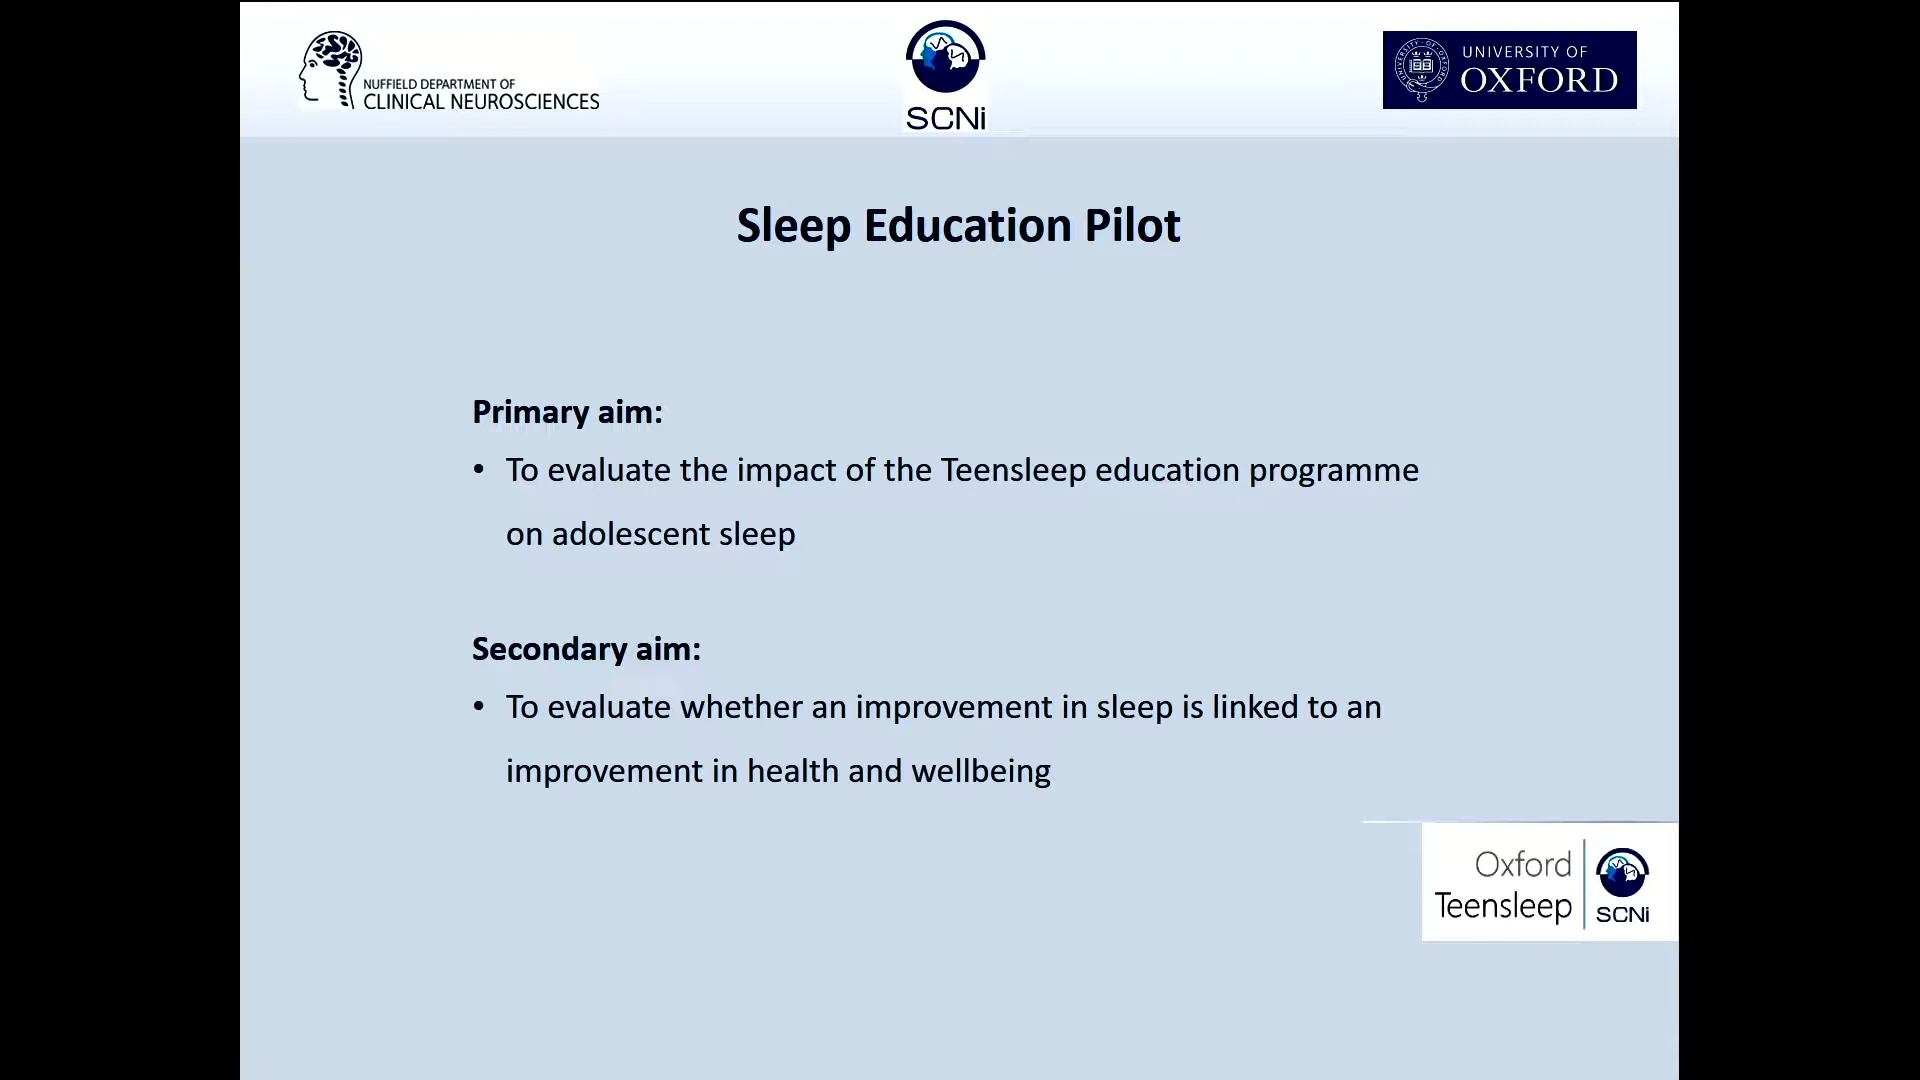 NUFFIELD DEPARTMENT OF
CLINICAL NEUROSCIENCES
SCNi
UNIVERSITY OF
OXFORD
Sleep Education Pilot
Primary aim:
• To evaluate the impact of the Teensleep education programme
on adolescent sleep
Secondary aim:
• To evaluate whether an improvement in sleep is linked to an
improvement in health and wellbeing
Oxford
Teensleep
SCNi